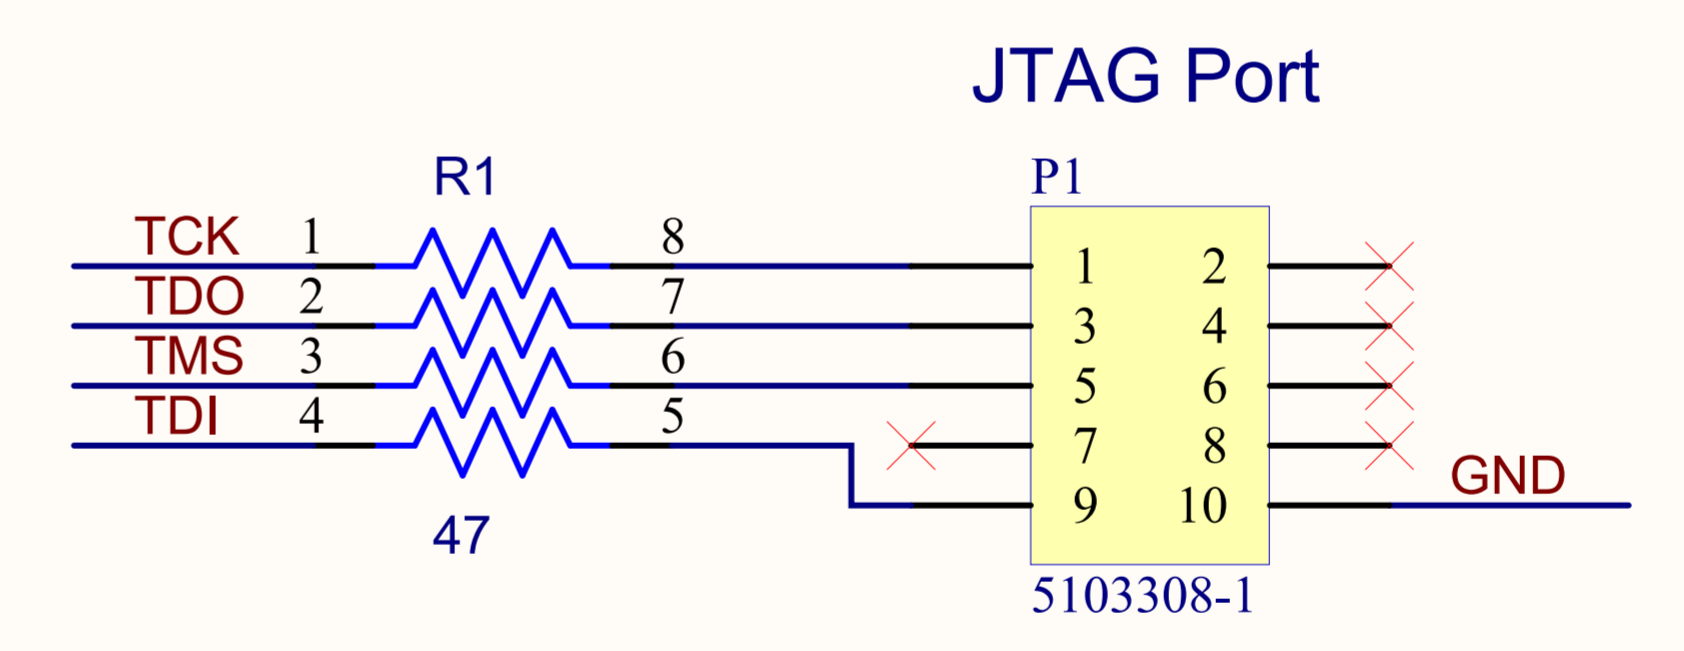 JTAG Port
R1
P1
TCK 1 8 1 2
TDO 2 7 3 4
TMS 3 6 5 6
TDI 4 5 7 8
GND
9 10
47
5103308-1